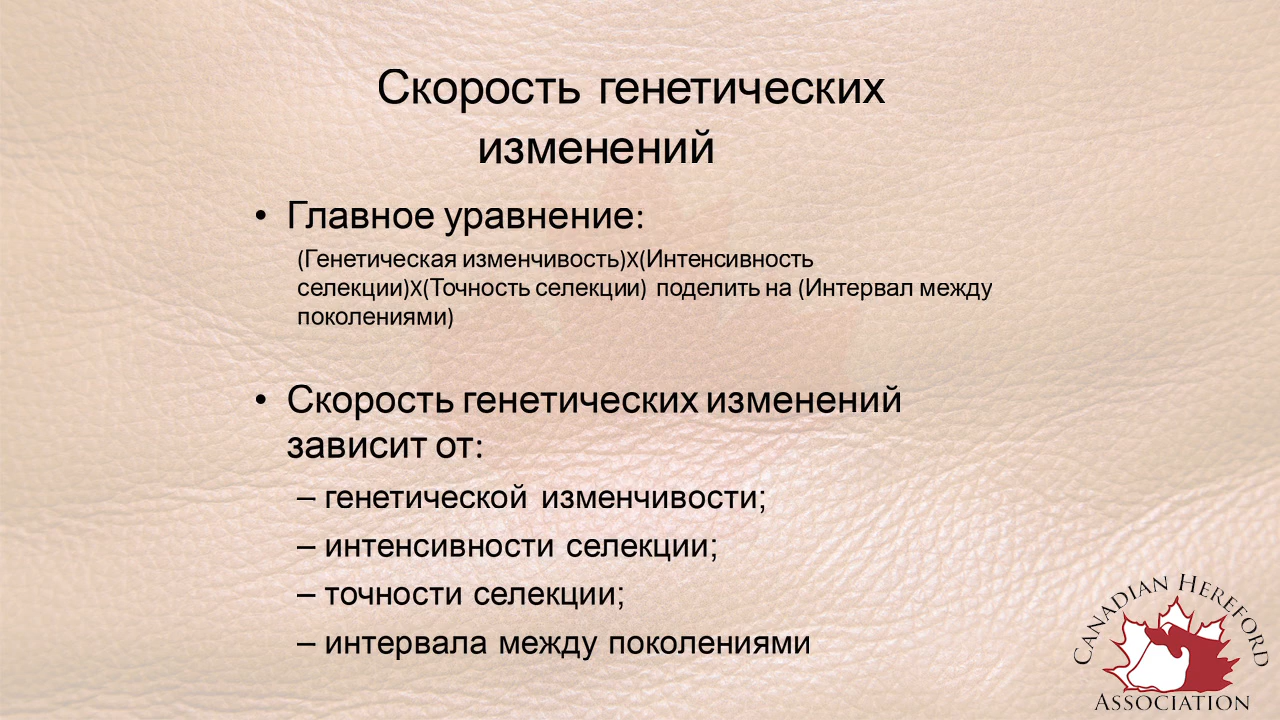 Скорость генетических
изменений
• Главное уравнение:
(Генетическая изменчивость)X(Интенсивность
селекции)X(Точность селекции) поделить на (Интервал между
поколениями)
• Скорость генетических изменений
зависит от:
– генетической изменчивости;
– интенсивности селекции;
– точности селекции;
– интервала между поколениями
CANADIAN HEREFORD
ASSOCIATION